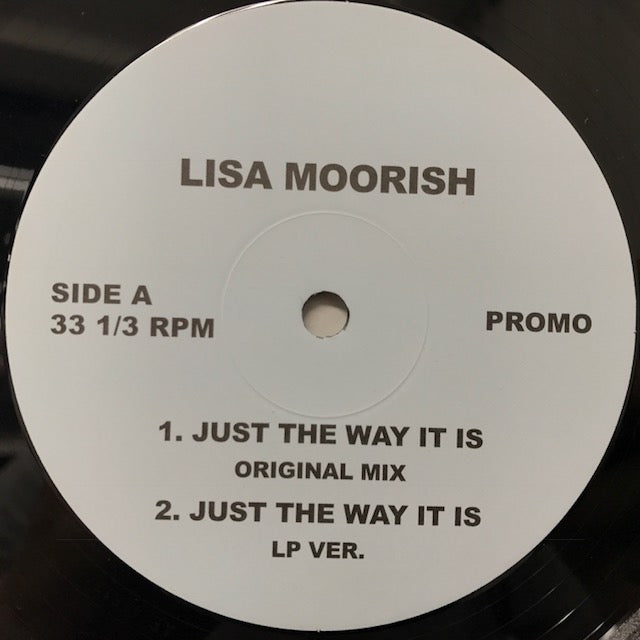 LISA MOORISH
SIDE A
33 1/3 RPM
PROMO
1. JUST THE WAY IT IS
ORIGINAL MIX
2. JUST THE WAY IT IS
LP VER.